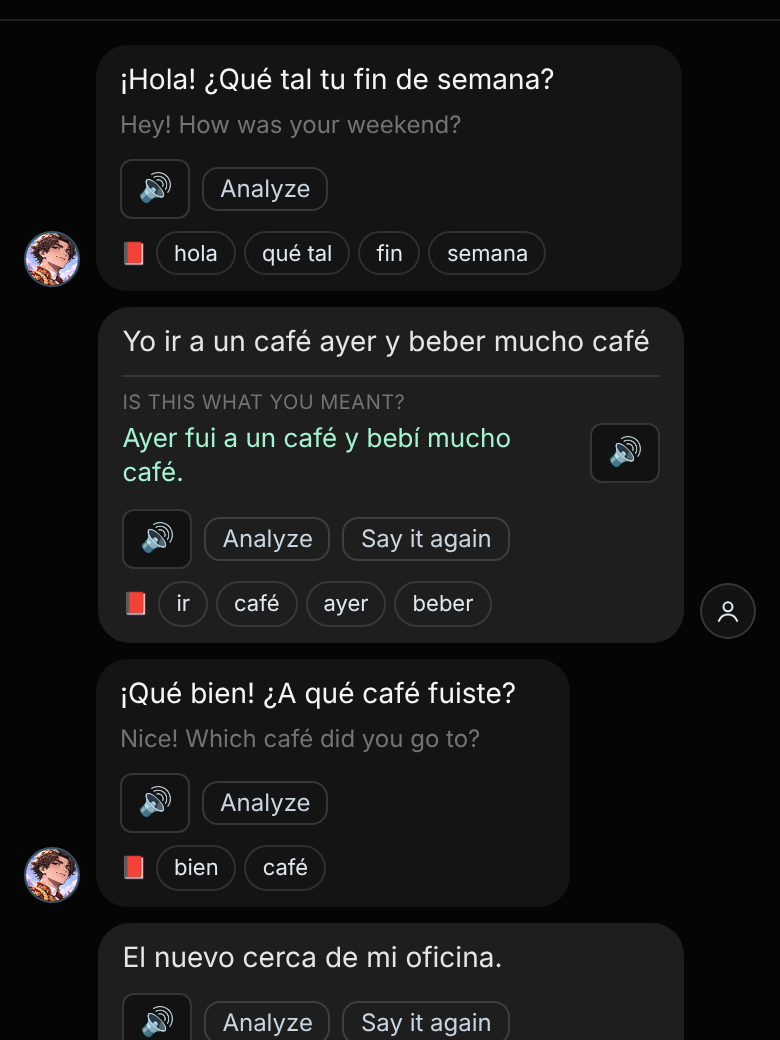 ¡Hola! ¿Qué tal tu fin de semana?
Hey! How was your weekend?
Analyze
hola qué tal fin semana
Yo ir a un café ayer y beber mucho café
IS THIS WHAT YOU MEANT?
Ayer fui a un café y bebí mucho
café.
Analyze Say it again
ir café ayer beber
¡Qué bien! ¿A qué café fuiste?
Nice! Which café did you go to?
Analyze
bien café
El nuevo cerca de mi oficina.
Analyze Say it again